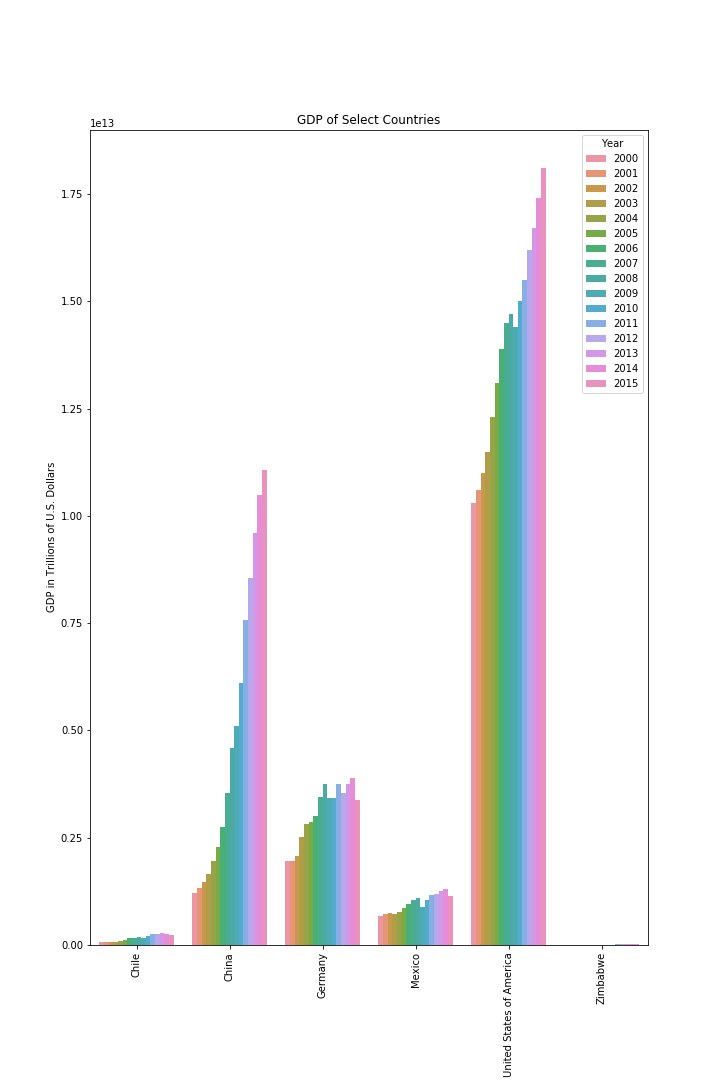 GDP of Select Countries
1e13
Year
2000
2001
2002
2003
2004
2005
2006
2007
2008
2009
2010
2011
2012
2013
2014
2015
1.75
1.50
1.25
1.00
0.75
0.50
0.25
0.00
GDP in Trillions of U.S. Dollars
Chile
China
Germany
Mexico
United States of America
Zimbabwe